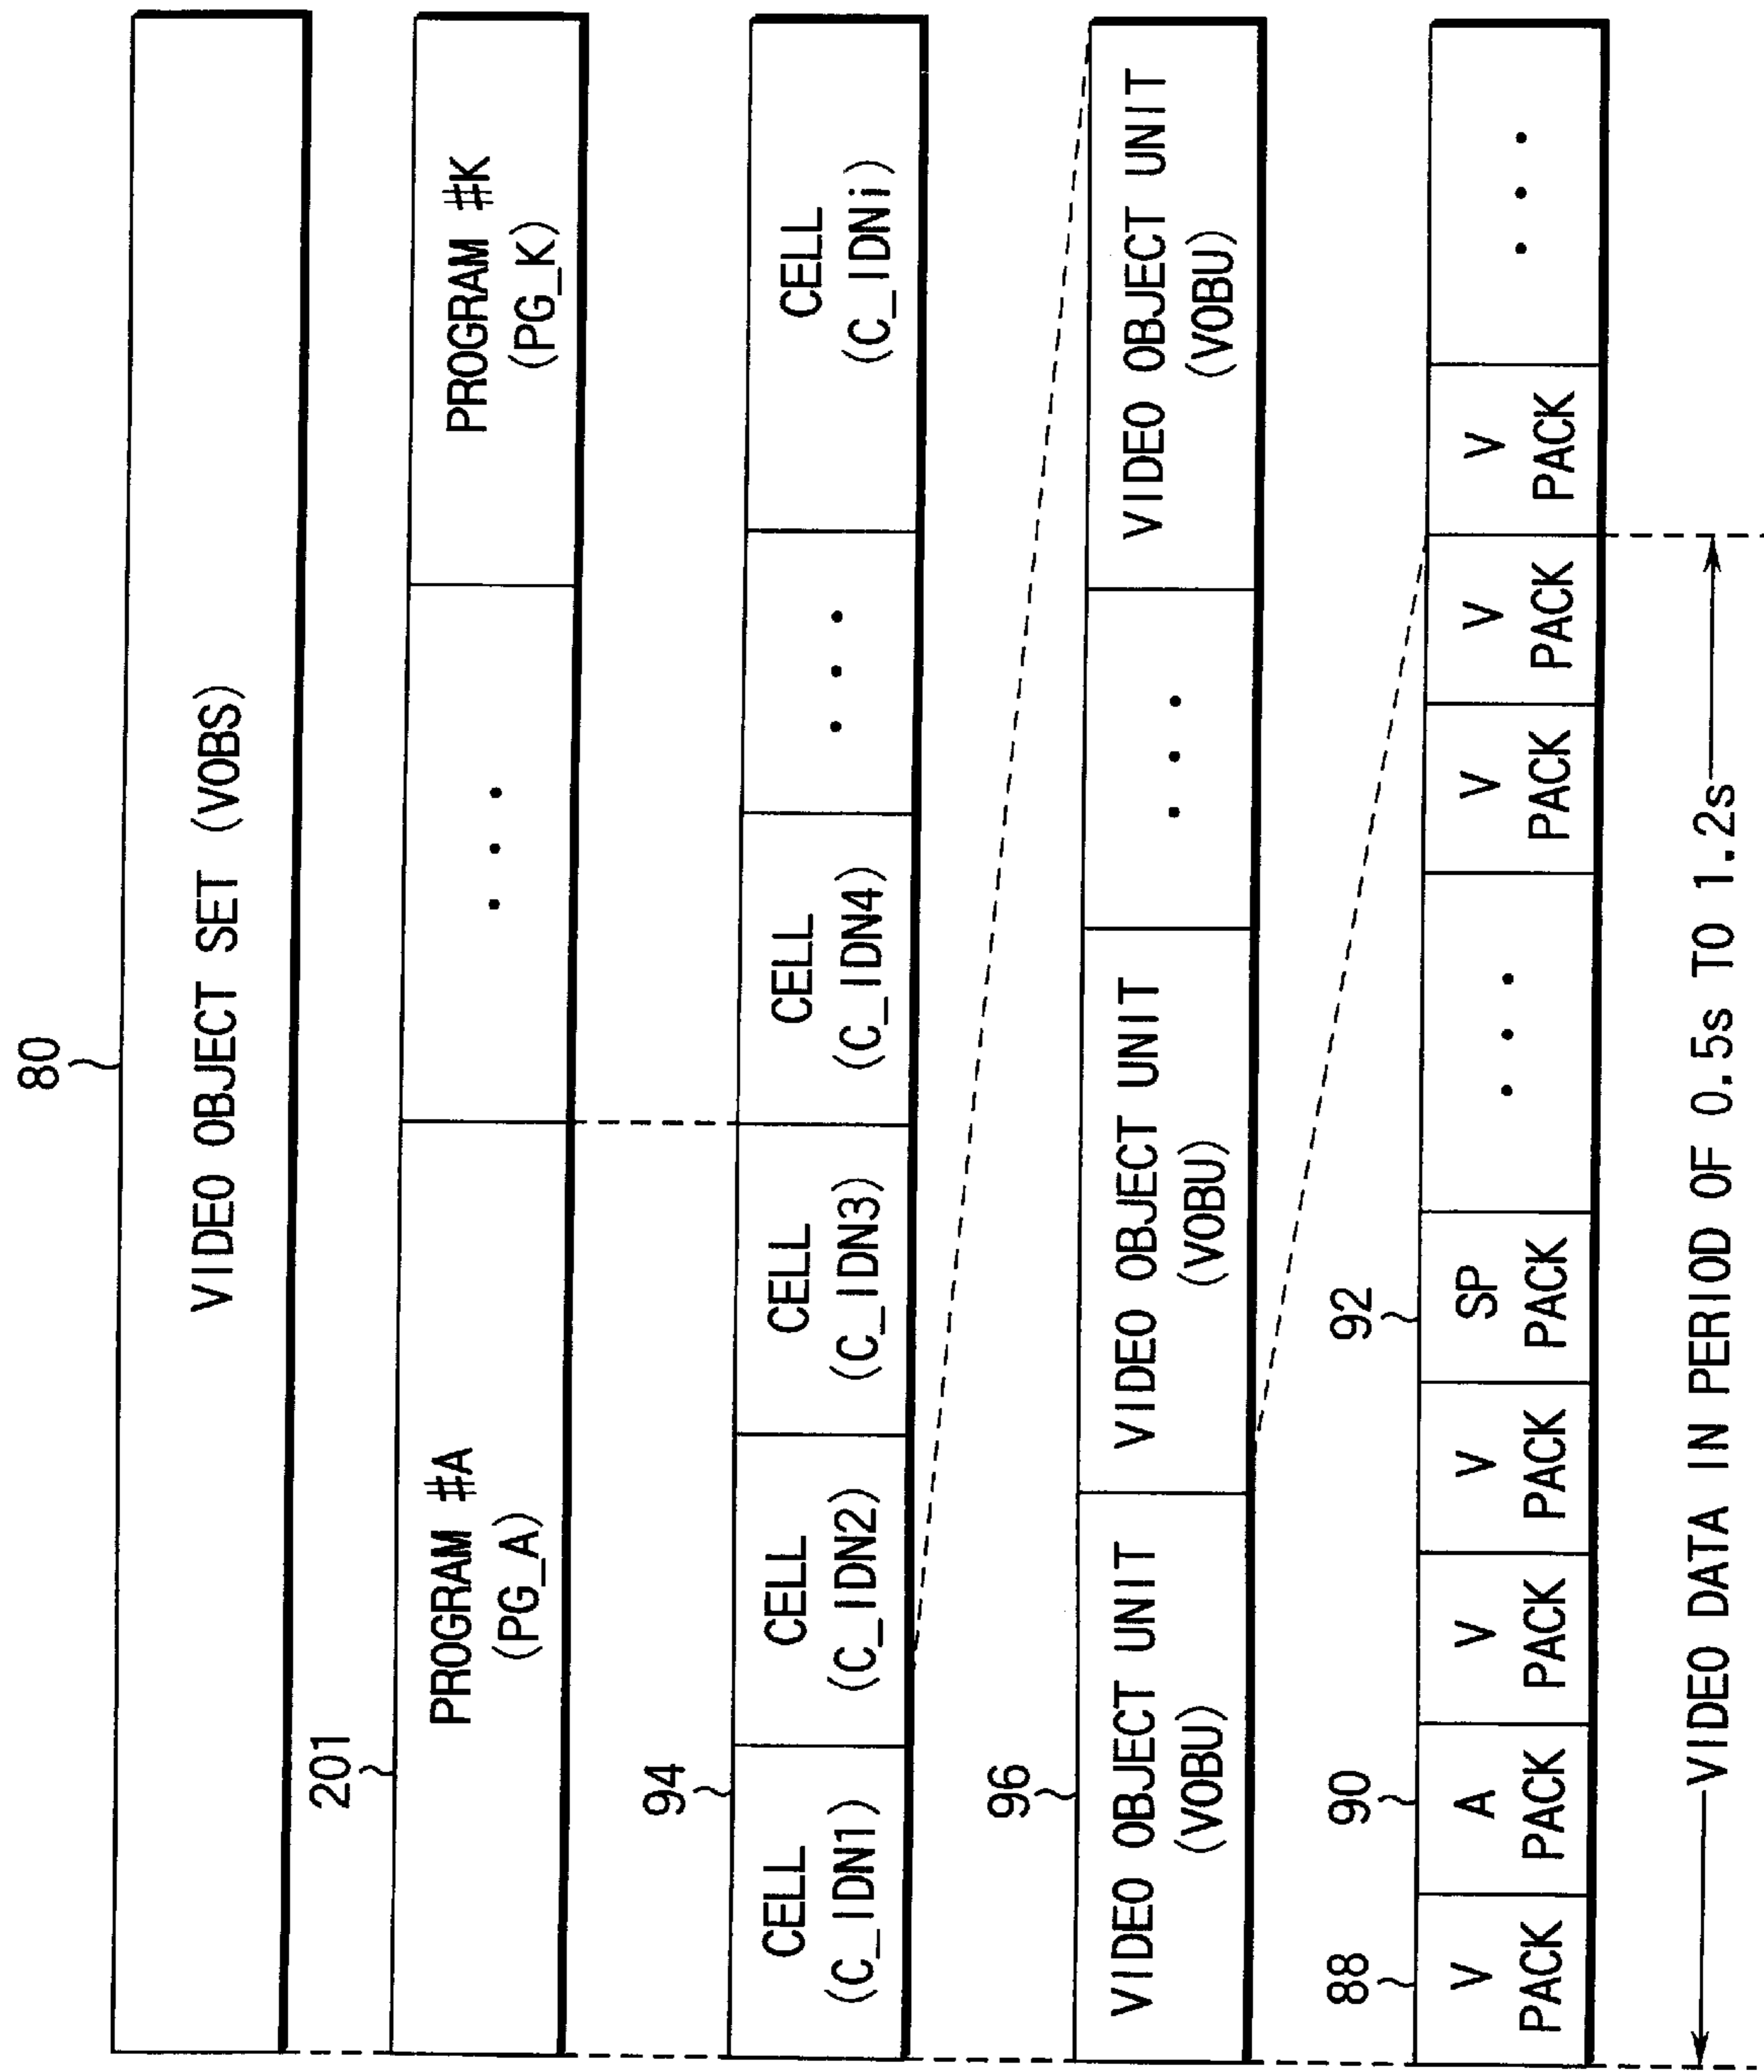 80
VIDEO OBJECT SET (VOBS)
201
PROGRAM #A
(PG_A)
• • •
PROGRAM #K
(PG_K)
94
CELL
(C_IDN1)
CELL
(C_IDN2)
CELL
(C_IDN3)
CELL
(C_IDN4)
• • •
CELL
(C_IDNi)
96
VIDEO OBJECT UNIT
(VOBU)
VIDEO OBJECT UNIT
(VOBU)
• • •
VIDEO OBJECT UNIT
(VOBU)
88
90
92
V
PACK
A
PACK
V
PACK
V
PACK
SP
PACK
• • •
V
PACK
V
PACK
V
PACK
• • •
VIDEO DATA IN PERIOD OF 0.5s TO 1.2s